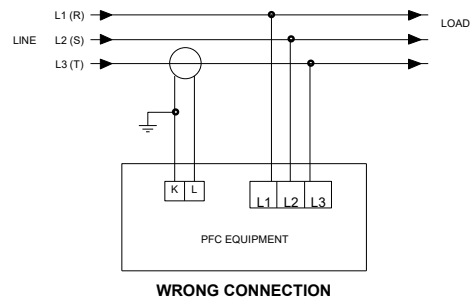 L1 (R)
LINE L2 (S)
L3 (T)
LOAD
K L
L1 L2 L3
PFC EQUIPMENT
WRONG CONNECTION